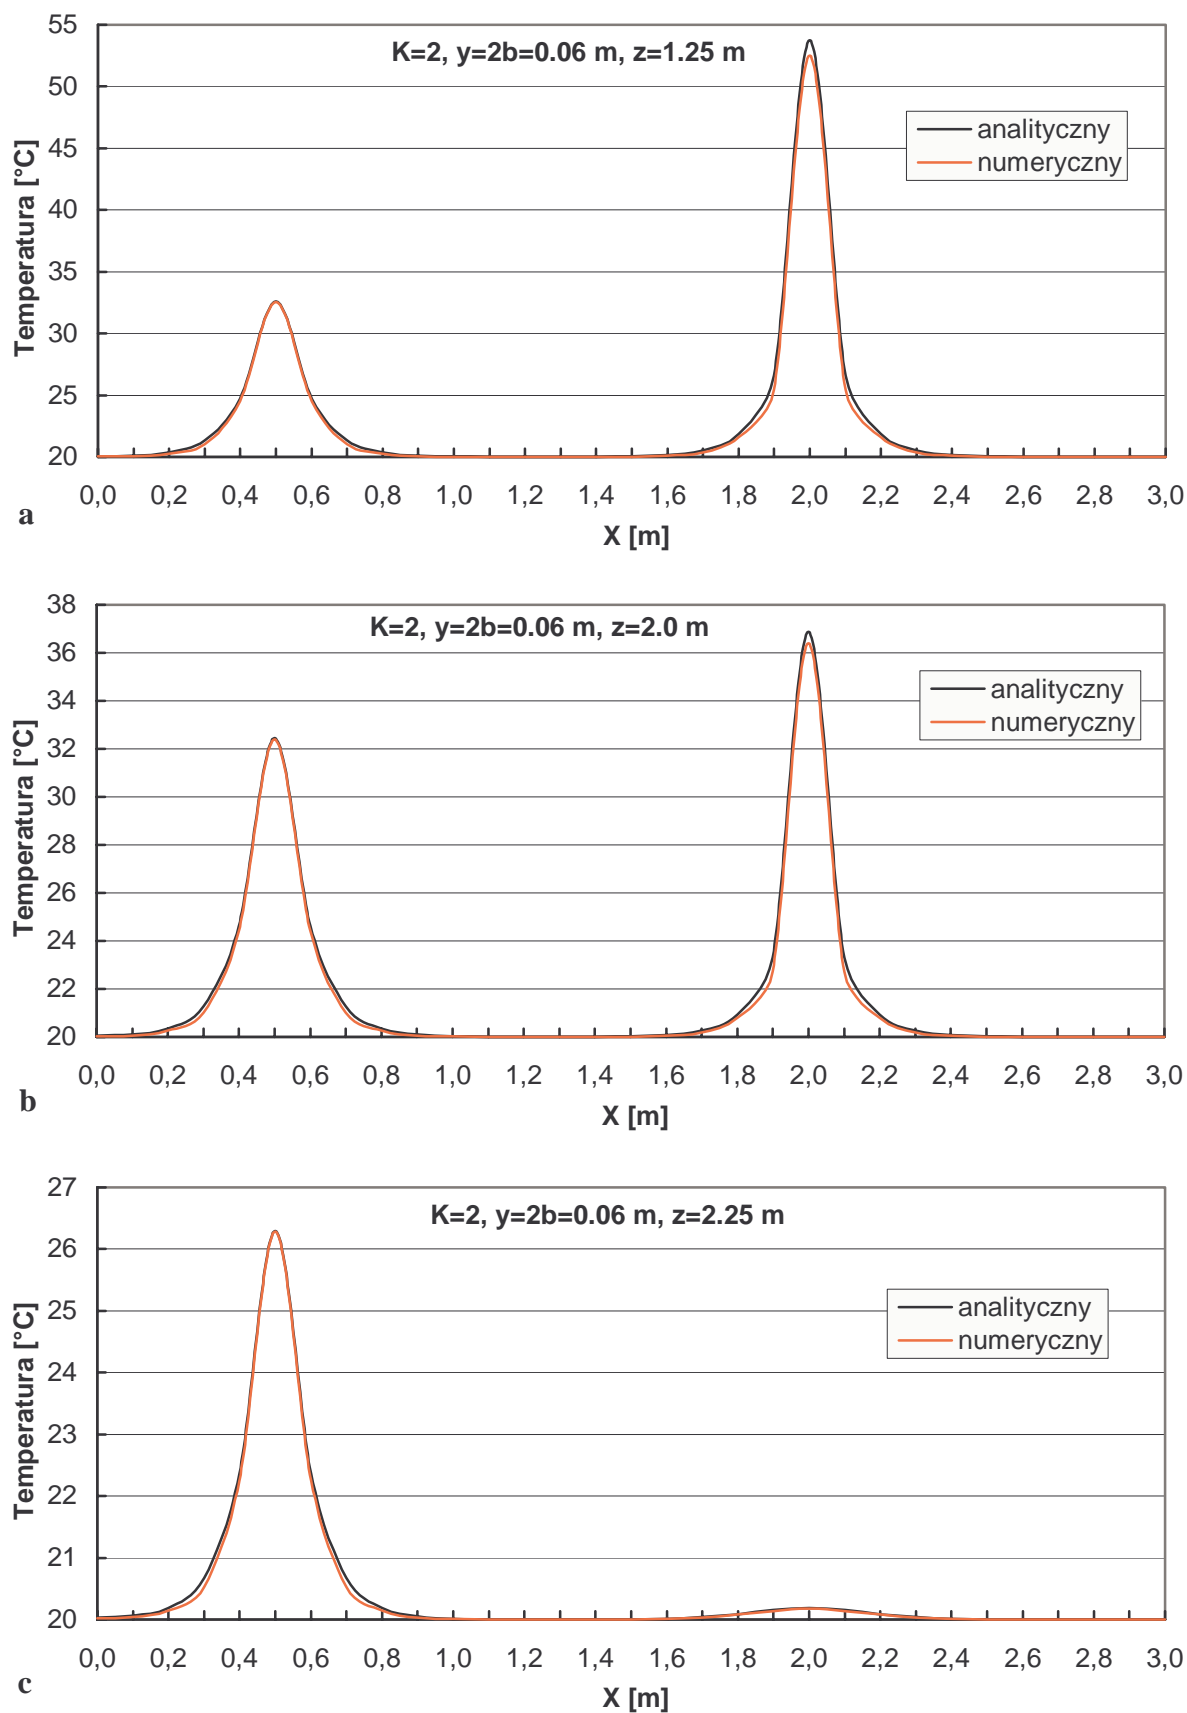 K=2, y=2b=0.06 m, z=1.25 m
Temperatura [°C]
55
50
45
40
35
30
25
20
analityczny
numeryczny
0,0 0,2 0,4 0,6 0,8 1,0 1,2 1,4 1,6 1,8 2,0 2,2 2,4 2,6 2,8 3,0
X [m]
a
K=2, y=2b=0.06 m, z=2.0 m
Temperatura [°C]
38
36
34
32
30
28
26
24
22
20
analityczny
numeryczny
0,0 0,2 0,4 0,6 0,8 1,0 1,2 1,4 1,6 1,8 2,0 2,2 2,4 2,6 2,8 3,0
X [m]
b
K=2, y=2b=0.06 m, z=2.25 m
Temperatura [°C]
27
26
25
24
23
22
21
20
analityczny
numeryczny
0,0 0,2 0,4 0,6 0,8 1,0 1,2 1,4 1,6 1,8 2,0 2,2 2,4 2,6 2,8 3,0
X [m]
c